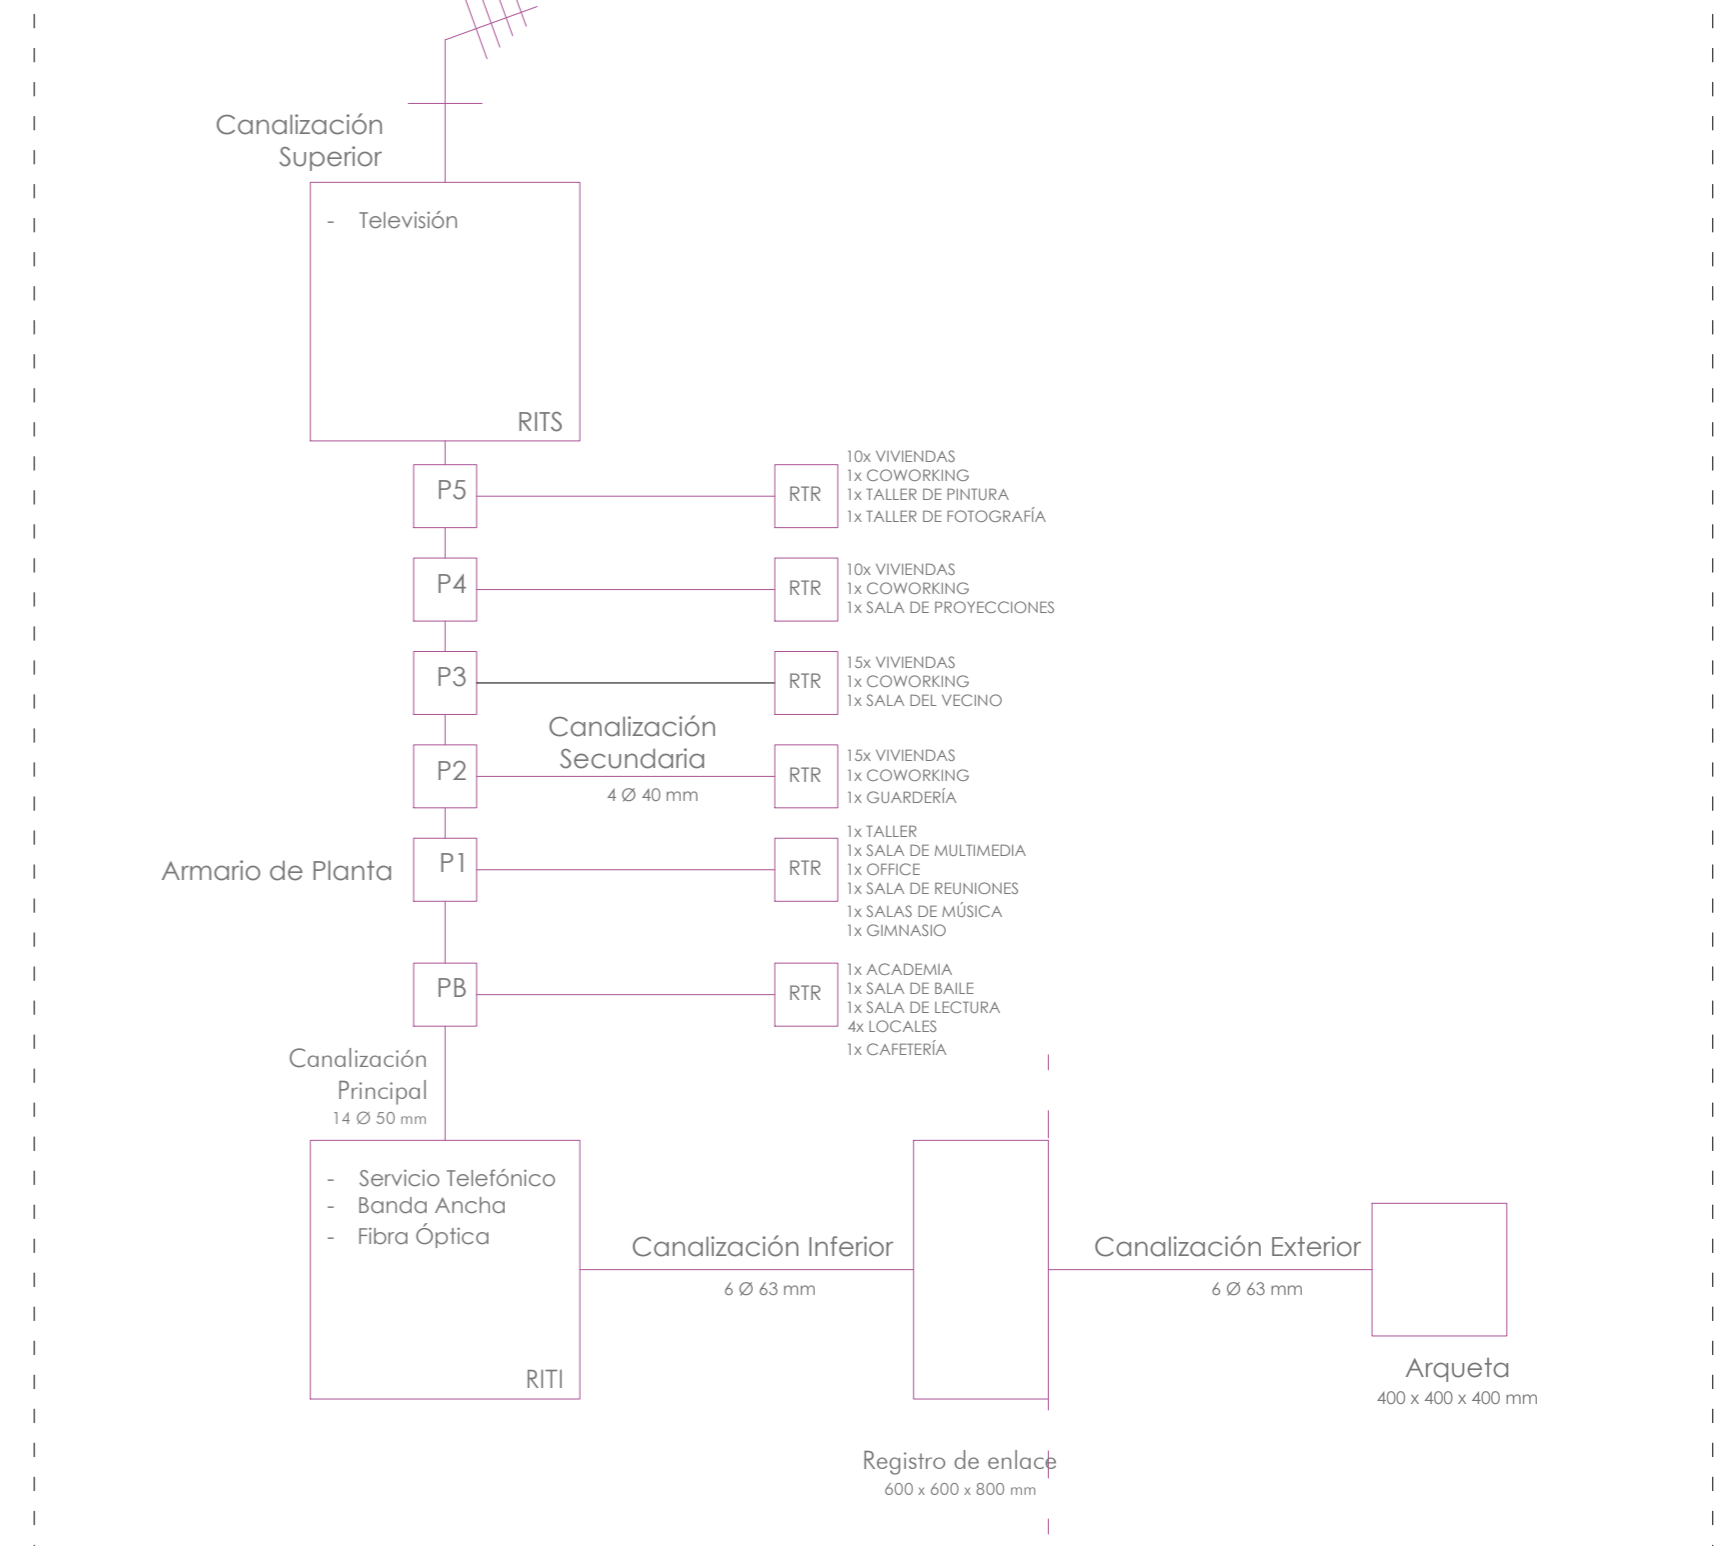 Canalización
Superior
- Televisión
RITS
P5
RTR
10x VIVIENDAS
1x COWORKING
1x TALLER DE PINTURA
1x TALLER DE FOTOGRAFÍA
P4
RTR
10x VIVIENDAS
1x COWORKING
1x SALA DE PROYECCIONES
P3
RTR
15x VIVIENDAS
1x COWORKING
1x SALA DEL VECINO
Canalización
Secundaria
4 Ø 40 mm
P2
RTR
15x VIVIENDAS
1x COWORKING
1x GUARDERÍA
Armario de Planta
P1
RTR
1x TALLER
1x SALA DE MULTIMEDIA
1x OFFICE
1x SALA DE REUNIONES
1x SALAS DE MÚSICA
1x GIMNASIO
PB
RTR
1x ACADEMIA
1x SALA DE BAILE
1x SALA DE LECTURA
4x LOCALES
1x CAFETERÍA
Canalización
Principal
14 Ø 50 mm
- Servicio Telefónico
- Banda Ancha
- Fibra Óptica
RITI
Canalización Inferior
6 Ø 63 mm
Canalización Exterior
6 Ø 63 mm
Arqueta
400 x 400 x 400 mm
Registro de enlace
600 x 600 x 800 mm